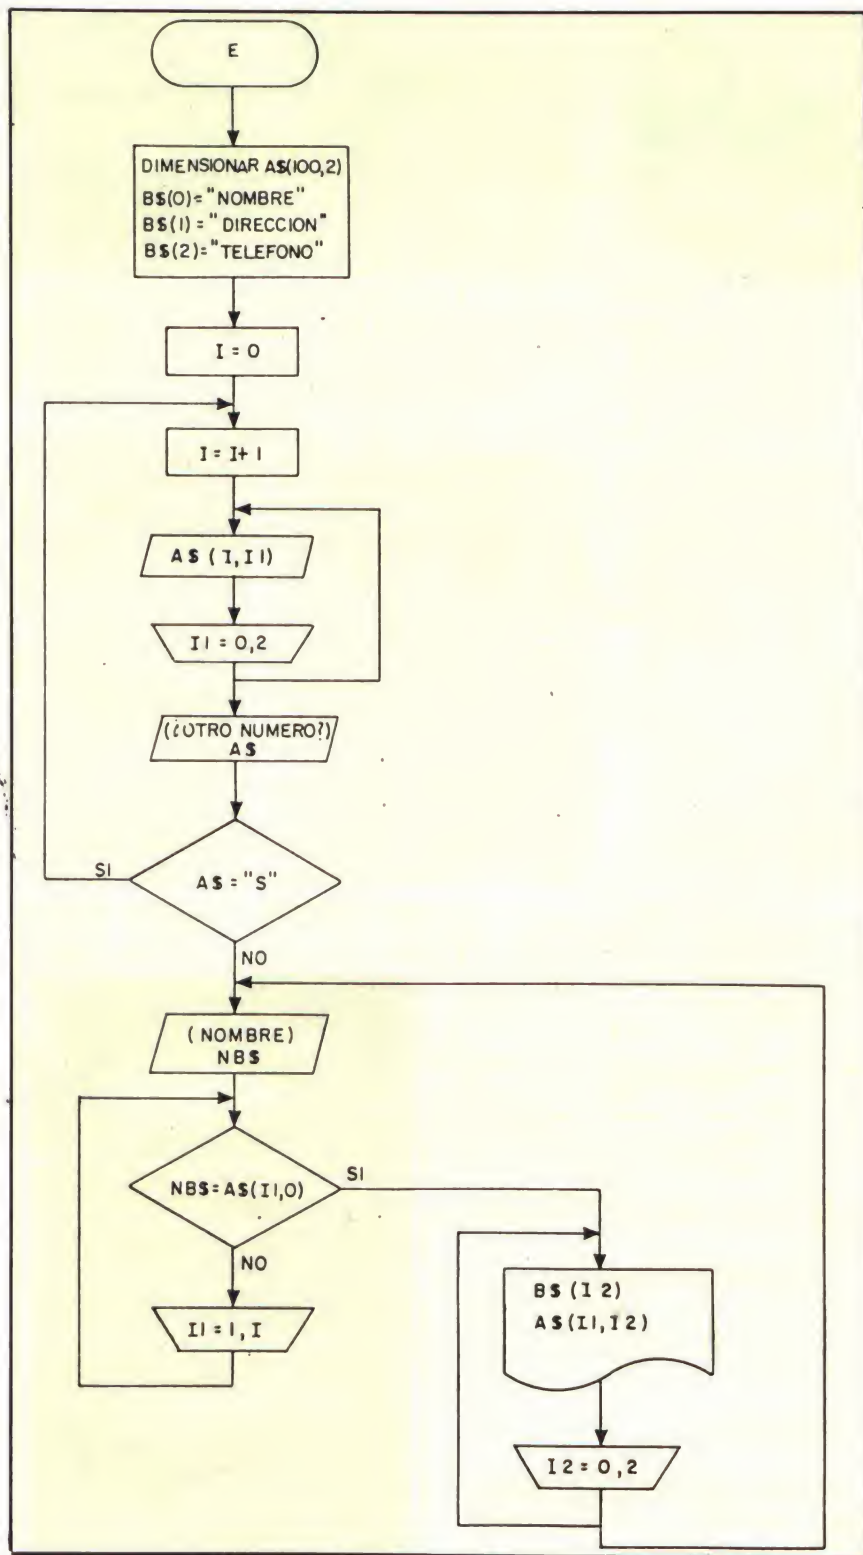 E
DIMENSIONAR A$(100,2)
B$(0)="NOMBRE"
B$(1)="DIRECCION"
B$(2)="TELEFONO"
I=0
I=I+1
A$(I,I1)
I1=0,2
(¿OTRO NUMERO?)
A$
A$="S"
SI
NO
(NOMBRE)
NB$
NB$=A$(I1,0)
SI
NO
I1=1,I
B$(I2)
A$(I1,I2)
I2=0,2